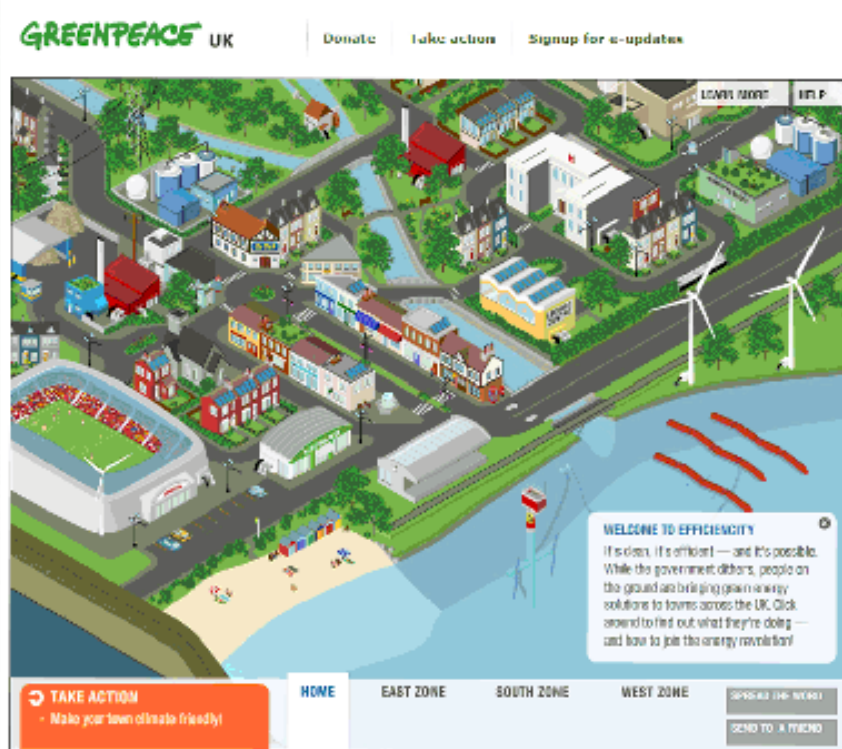 GREENPEACE UK
Donate
Take action
Signup for e-updates
LEARN MORE
HELP
WELCOME TO EFFICIENCITY
It's clean, it's efficient — and it's possible.
While the government dithers, people on
the ground are bringing green energy
solutions to towns across the UK. Click
around to find out what they're doing —
and how to join the energy revolution!
TAKE ACTION
- Make your town climate friendly!
HOME
EAST ZONE
SOUTH ZONE
WEST ZONE
SPREAD THE WORD
SEND TO A FRIEND